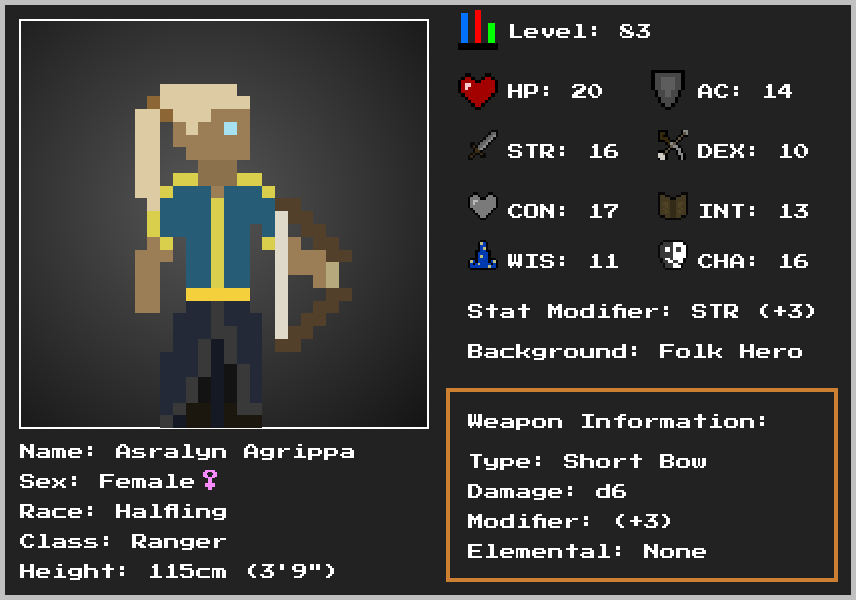 Level: 83
HP: 20
AC: 14
STR: 16
DEX: 10
CON: 17
INT: 13
WIS: 11
CHA: 16
Stat Modifier: STR (+3)
Background: Folk Hero
Weapon Information:
Type: Short Bow
Damage: d6
Modifier: (+3)
Elemental: None
Name: Asralyn Agrippa
Sex: Female♀
Race: Halfling
Class: Ranger
Height: 115cm (3'9")